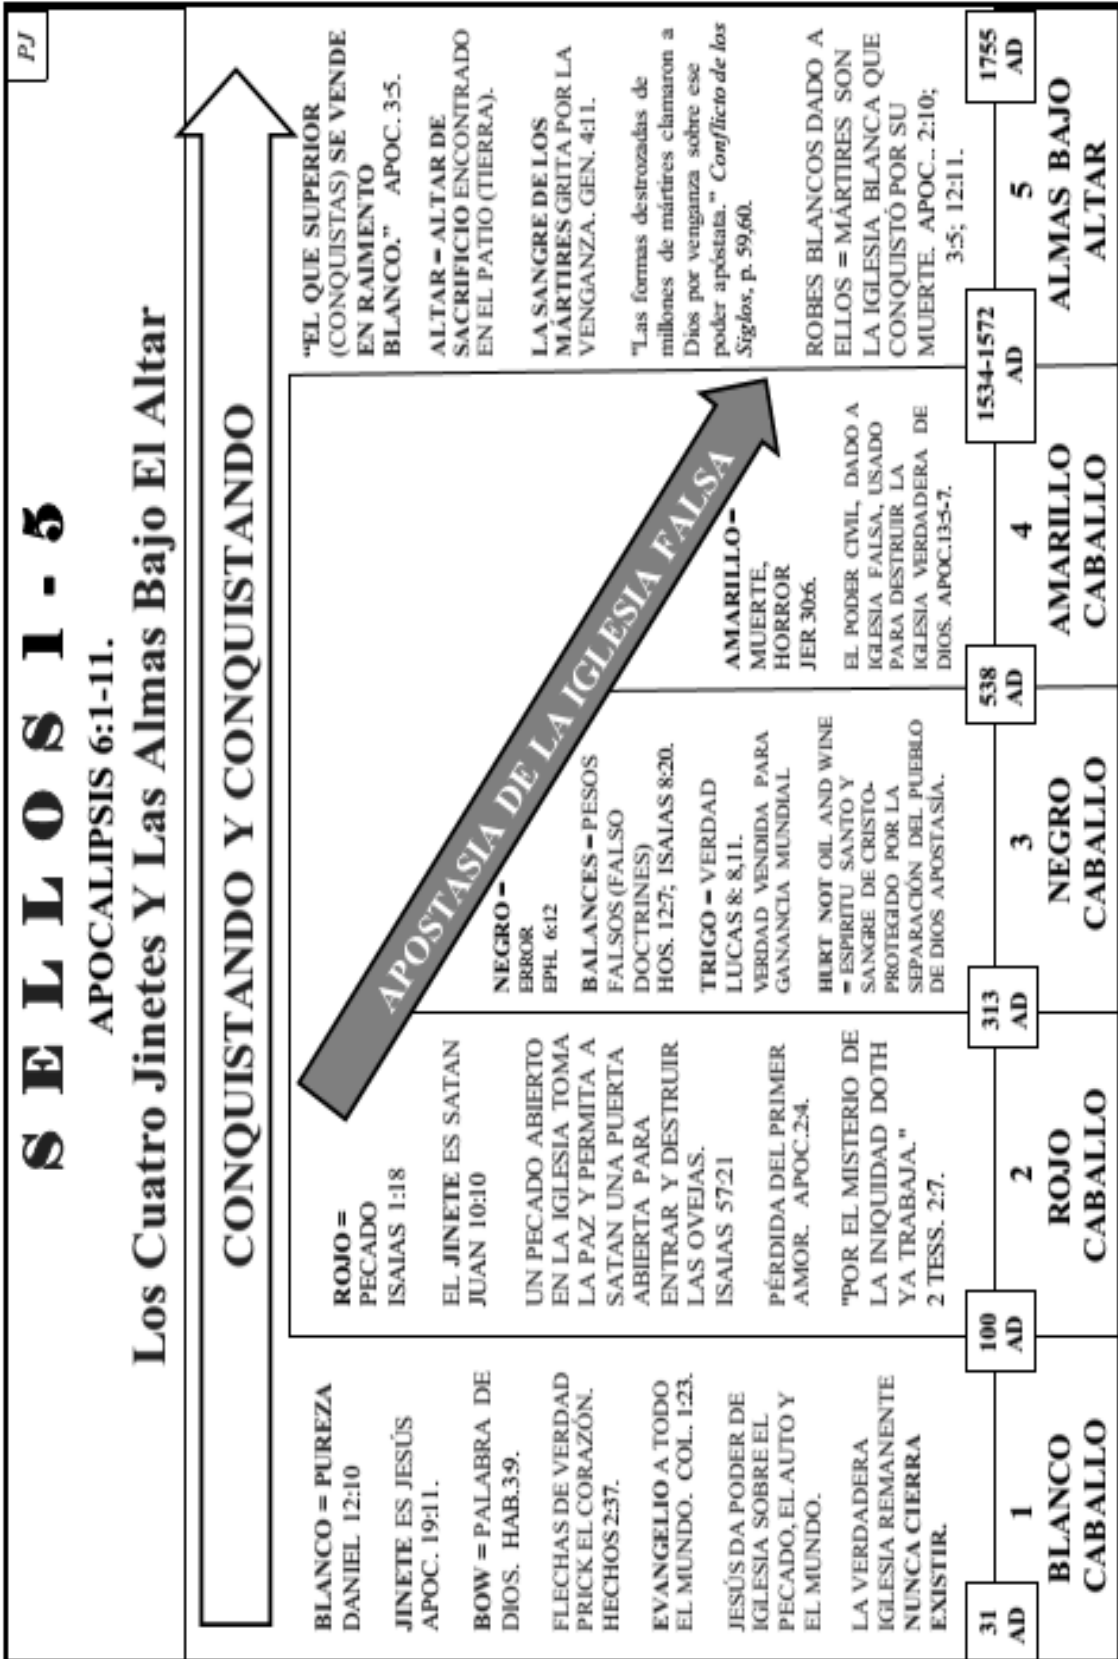 PJ
SELLOS 1 - 5
APOCALIPSIS 6:1-11.
Los Cuatro Jinetes Y Las Almas Bajo El Altar
CONQUISTANDO Y CONQUISTANDO
APOSTASIA DE LA IGLESIA FALSA
BLANCO = PUREZA
DANIEL 12:10
JINETE ES JESÚS
APOC. 19:11.
BOW = PALABRA DE
DIOS. HAB.3:9.
FLECHAS DE VERDAD
PRICK EL CORAZÓN.
HECHOS 2:37.
EVANGELIO A TODO
EL MUNDO. COL. 1:23.
JESÚS DA PODER DE
IGLESIA SOBRE EL
PECADO, EL AUTO Y
EL MUNDO.
LA VERDADERA
IGLESIA REMANENTE
NUNCA CIERRA
EXISTIR.
ROJO =
PECADO
ISAIAS 1:18
EL JINETE ES SATAN
JUAN 10:10
UN PECADO ABIERTO
EN LA IGLESIA TOMA
LA PAZ Y PERMITA A
SATAN UNA PUERTA
ABIERTA PARA
ENTRAR Y DESTRUIR
LAS OVEJAS.
ISAIAS 57:21
PÉRDIDA DEL PRIMER
AMOR. APOC.2:4.
"POR EL MISTERIO DE
LA INIQUIDAD DOTH
YA TRABAJA."
2 TESS. 2:7.
NEGRO =
ERROR
EPH. 6:12
BALANCES = PESOS
FALSOS (FALSO
DOCTRINES)
HOS. 12:7; ISAIAS 8:20.
TRIGO = VERDAD
LUCAS 8: 8,11.
VERDAD VENDIDA PARA
GANANCIA MUNDIAL
HURT NOT OIL AND WINE
= ESPIRITU SANTO Y
SANGRE DE CRISTO-
PROTEGIDO POR LA
SEPARACIÓN DEL PUEBLO
DE DIOS APOSTASÍA.
AMARILLO =
MUERTE,
HORROR
JER 30:6.
EL PODER CIVIL, DADO A
IGLESIA FALSA, USADO
PARA DESTRUIR LA
IGLESIA VERDADERA DE
DIOS. APOC.13:5-7.
"EL QUE SUPERIOR
(CONQUISTAS) SE VENDE
EN RAIMENTO
BLANCO." APOC. 3:5.
ALTAR = ALTAR DE
SACRIFICIO ENCONTRADO
EN EL PATIO (TIERRA).
LA SANGRE DE LOS
MÁRTIRES GRITA POR LA
VENGANZA. GEN. 4:11.
"Las formas destrozadas de
millones de mártires clamaron a
Dios por venganza sobre ese
poder apóstata." Conflicto de los
Siglos, p. 59,60.
ROBES BLANCOS DADO A
ELLOS = MÁRTIRES SON
LA IGLESIA BLANCA QUE
CONQUISTÓ POR SU
MUERTE. APOC.. 2:10;
3:5; 12:11.
31
AD
100
AD
313
AD
538
AD
1534-1572
AD
1755
AD
1
BLANCO
CABALLO
2
ROJO
CABALLO
3
NEGRO
CABALLO
4
AMARILLO
CABALLO
5
ALMAS BAJO
ALTAR